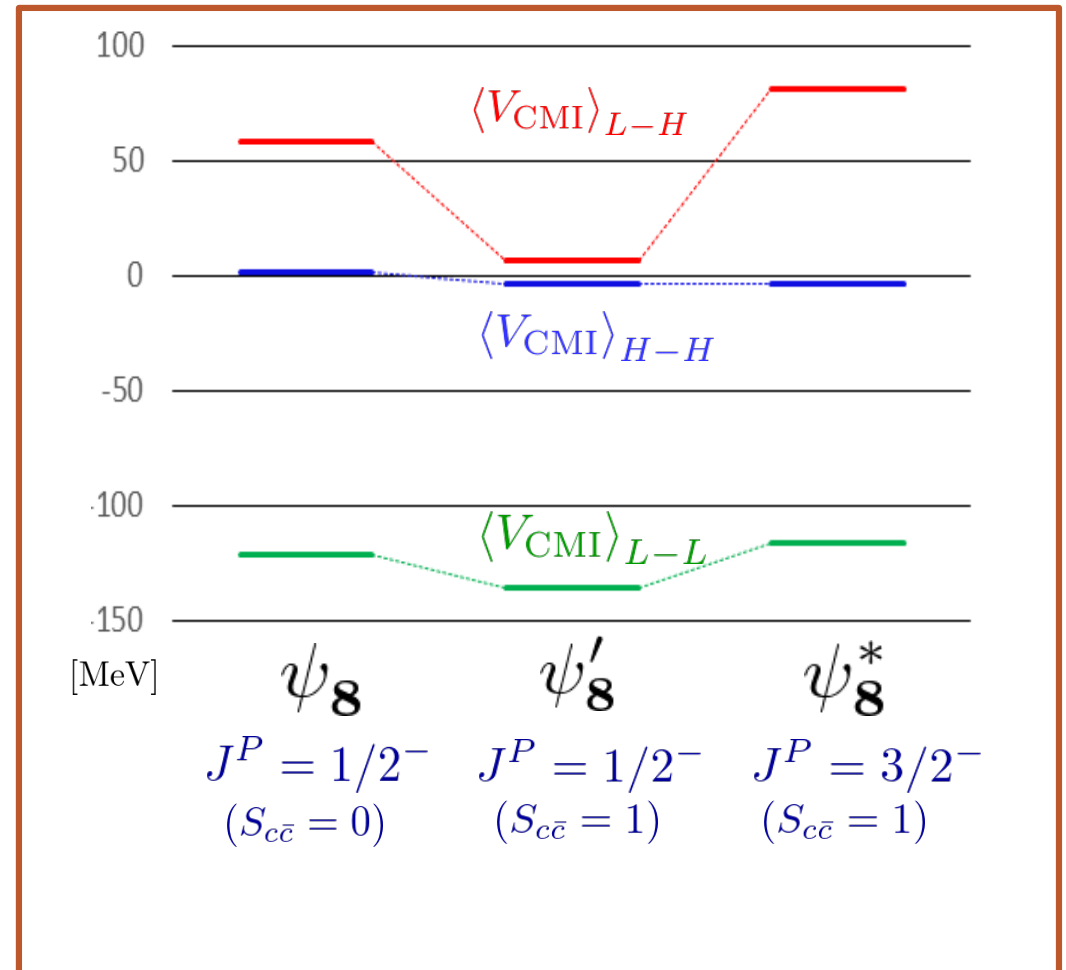 100
⟨V_CMI⟩_{L−H}
50
0
⟨V_CMI⟩_{H−H}
-50
-100
⟨V_CMI⟩_{L−L}
-150
[MeV] ψ_8 ψ′_8 ψ*_8
J^P = 1/2^− J^P = 1/2^− J^P = 3/2^−
(S_{cc̄} = 0) (S_{cc̄} = 1) (S_{cc̄} = 1)